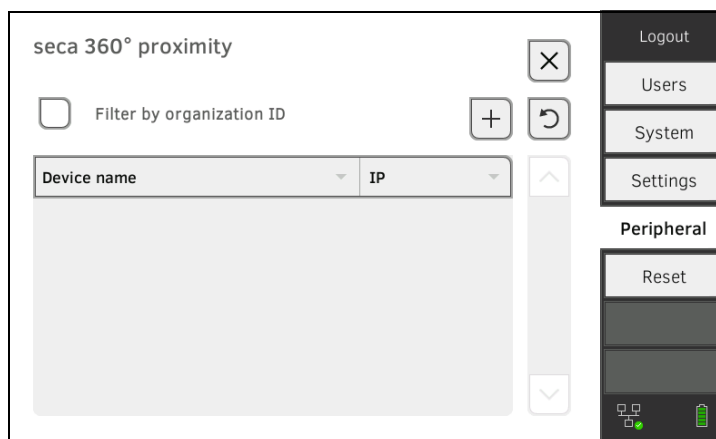 seca 360° proximity
Filter by organization ID
Device name
IP
Logout
Users
System
Settings
Peripheral
Reset